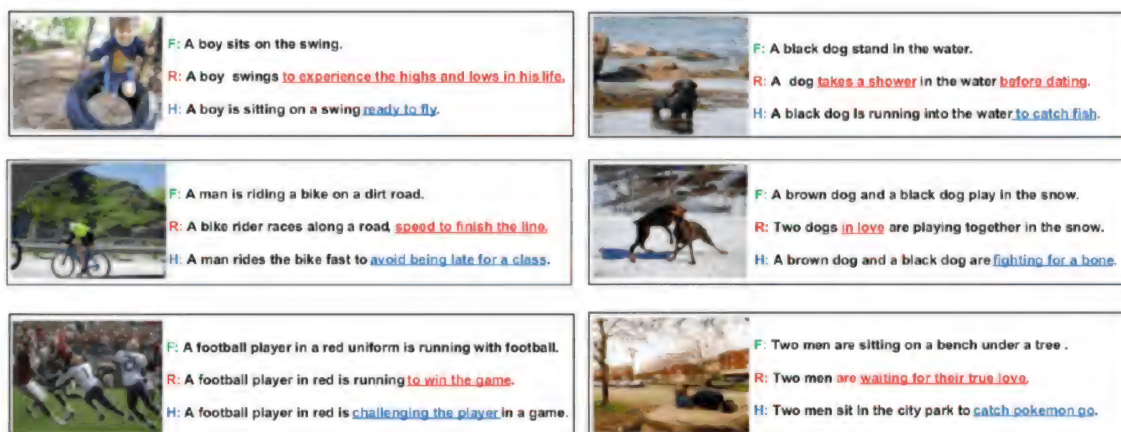 F: A boy sits on the swing.
R: A boy swings to experience the highs and lows in his life.
H: A boy is sitting on a swing ready to fly.
F: A black dog stand in the water.
R: A dog takes a shower in the water before dating.
H: A black dog is running into the water to catch fish.
F: A man is riding a bike on a dirt road.
R: A bike rider races along a road, speed to finish the line.
H: A man rides the bike fast to avoid being late for a class.
F: A brown dog and a black dog play in the snow.
R: Two dogs in love are playing together in the snow.
H: A brown dog and a black dog are fighting for a bone.
F: A football player in a red uniform is running with football.
R: A football player in red is running to win the game.
H: A football player in red is challenging the player in a game.
F: Two men are sitting on a bench under a tree .
R: Two men are waiting for their true love.
H: Two men sit in the city park to catch pokemon go.